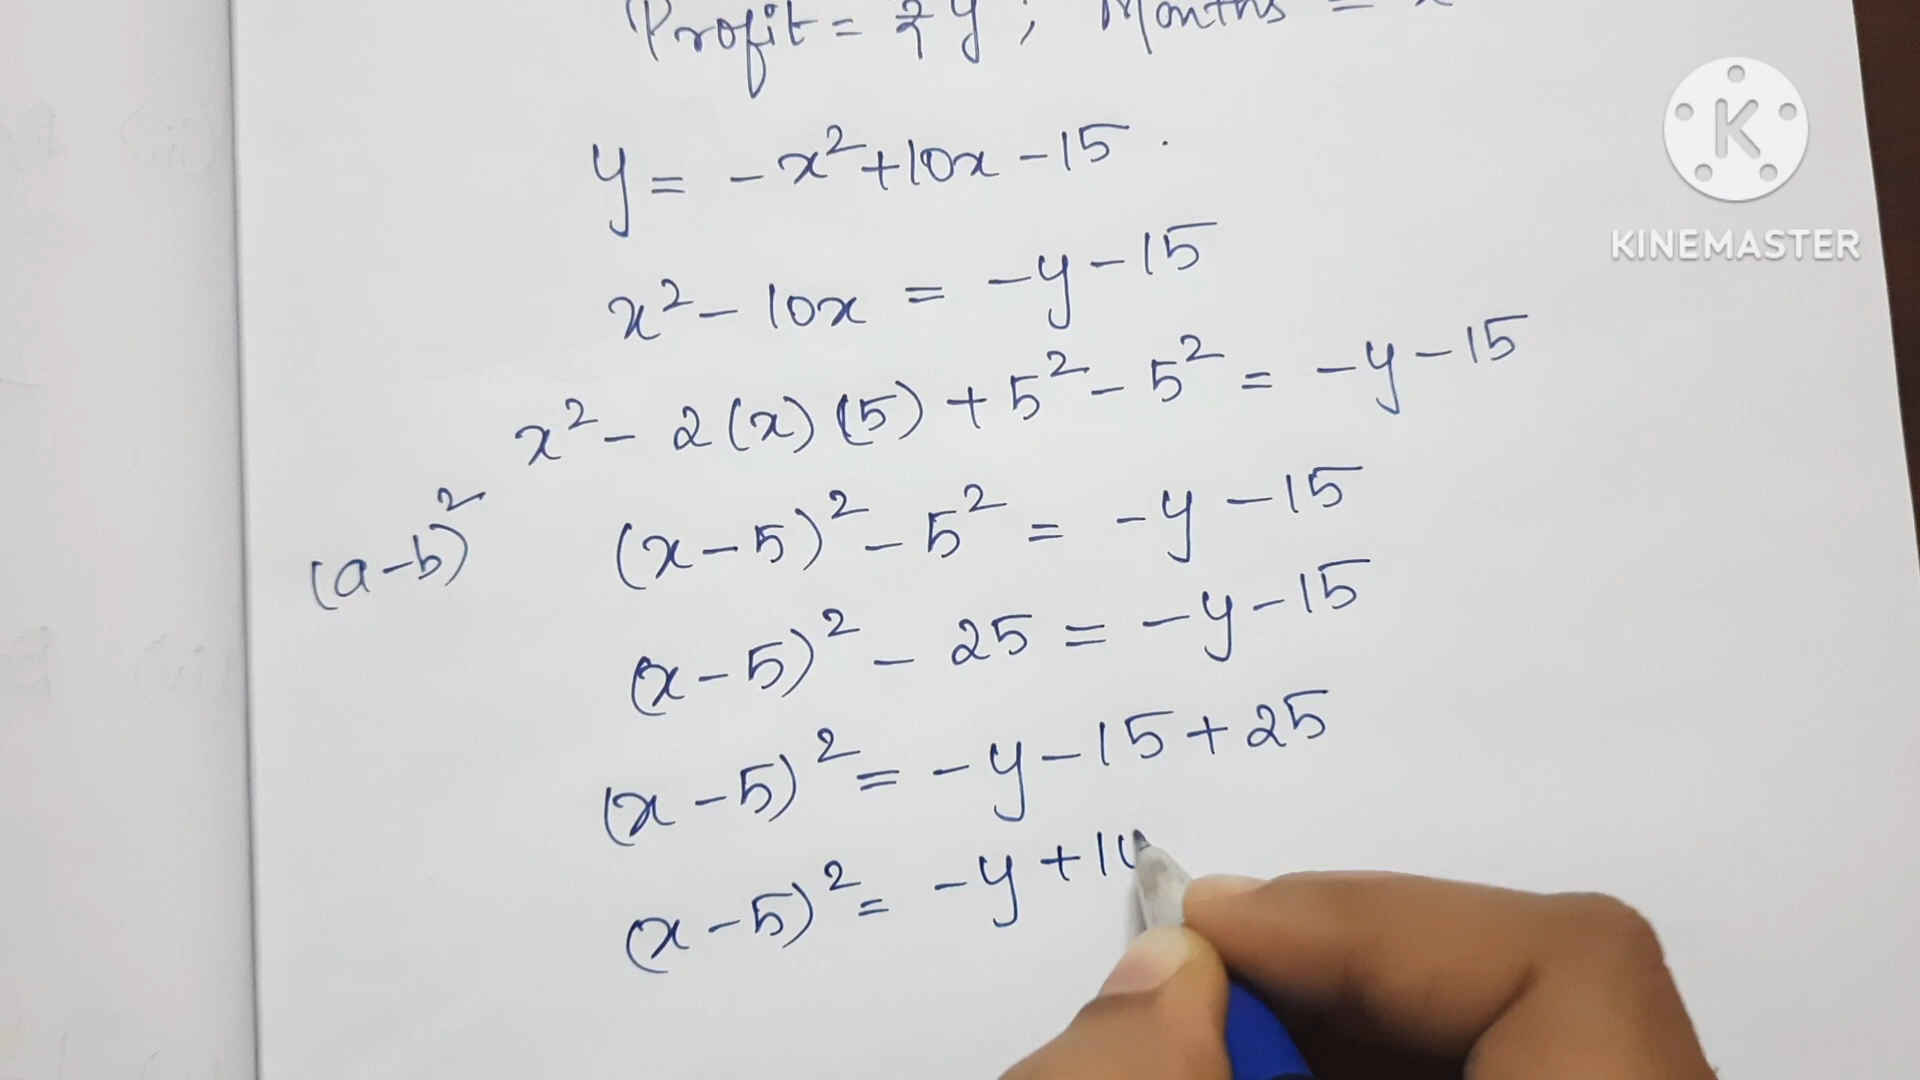 Profit = ₹ y ; Months =
y = -x² + 10x - 15 .
x² - 10x = -y - 15
x² - 2(x)(5) + 5² - 5² = -y - 15
(a-b)² (x-5)² - 5² = -y - 15
(x-5)² - 25 = -y - 15
(x-5)² = -y - 15 + 25
(x-5)² = -y + 10
K
KINEMASTER